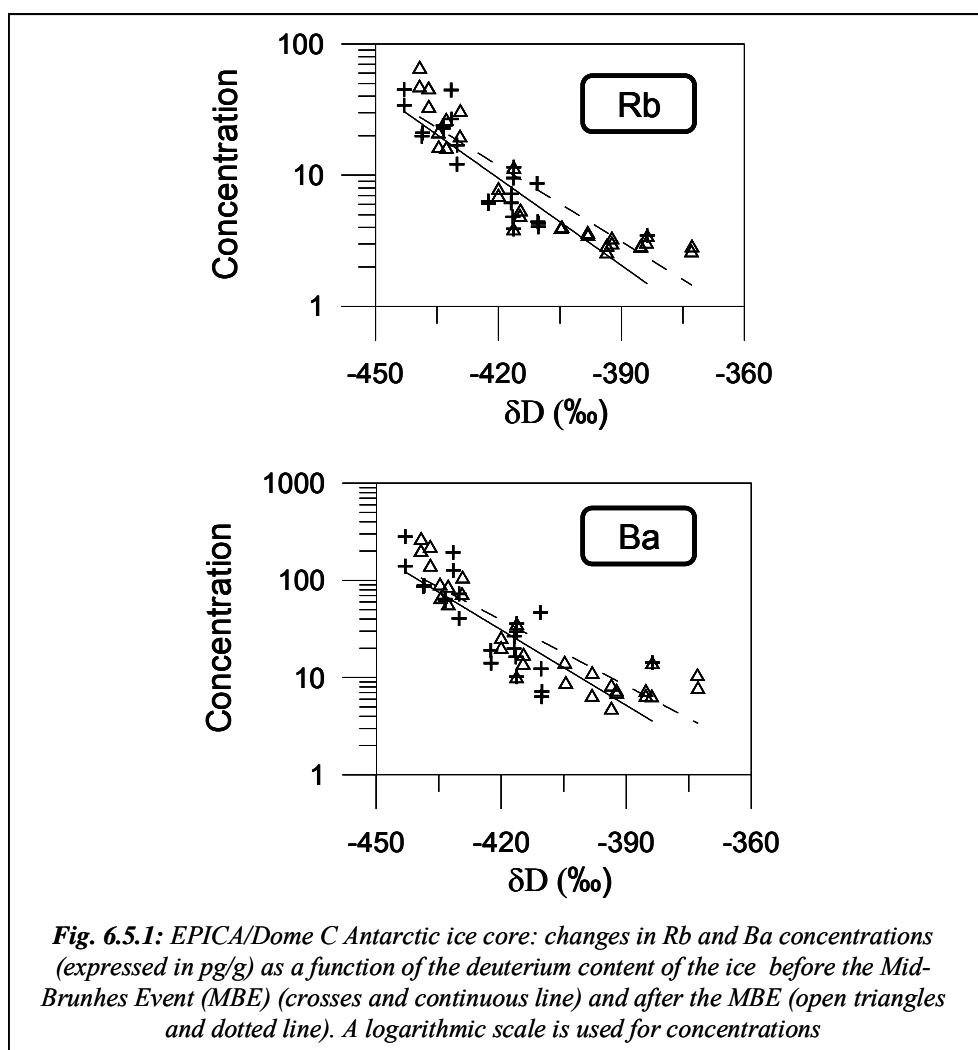 100
Concentration
Rb
10
1
-450 -420 -390 -360
δD (‰)
1000
Concentration
Ba
100
10
1
-450 -420 -390 -360
δD (‰)
Fig. 6.5.1: EPICA/Dome C Antarctic ice core: changes in Rb and Ba concentrations
(expressed in pg/g) as a function of the deuterium content of the ice before the Mid-
Brunhes Event (MBE) (crosses and continuous line) and after the MBE (open triangles
and dotted line). A logarithmic scale is used for concentrations